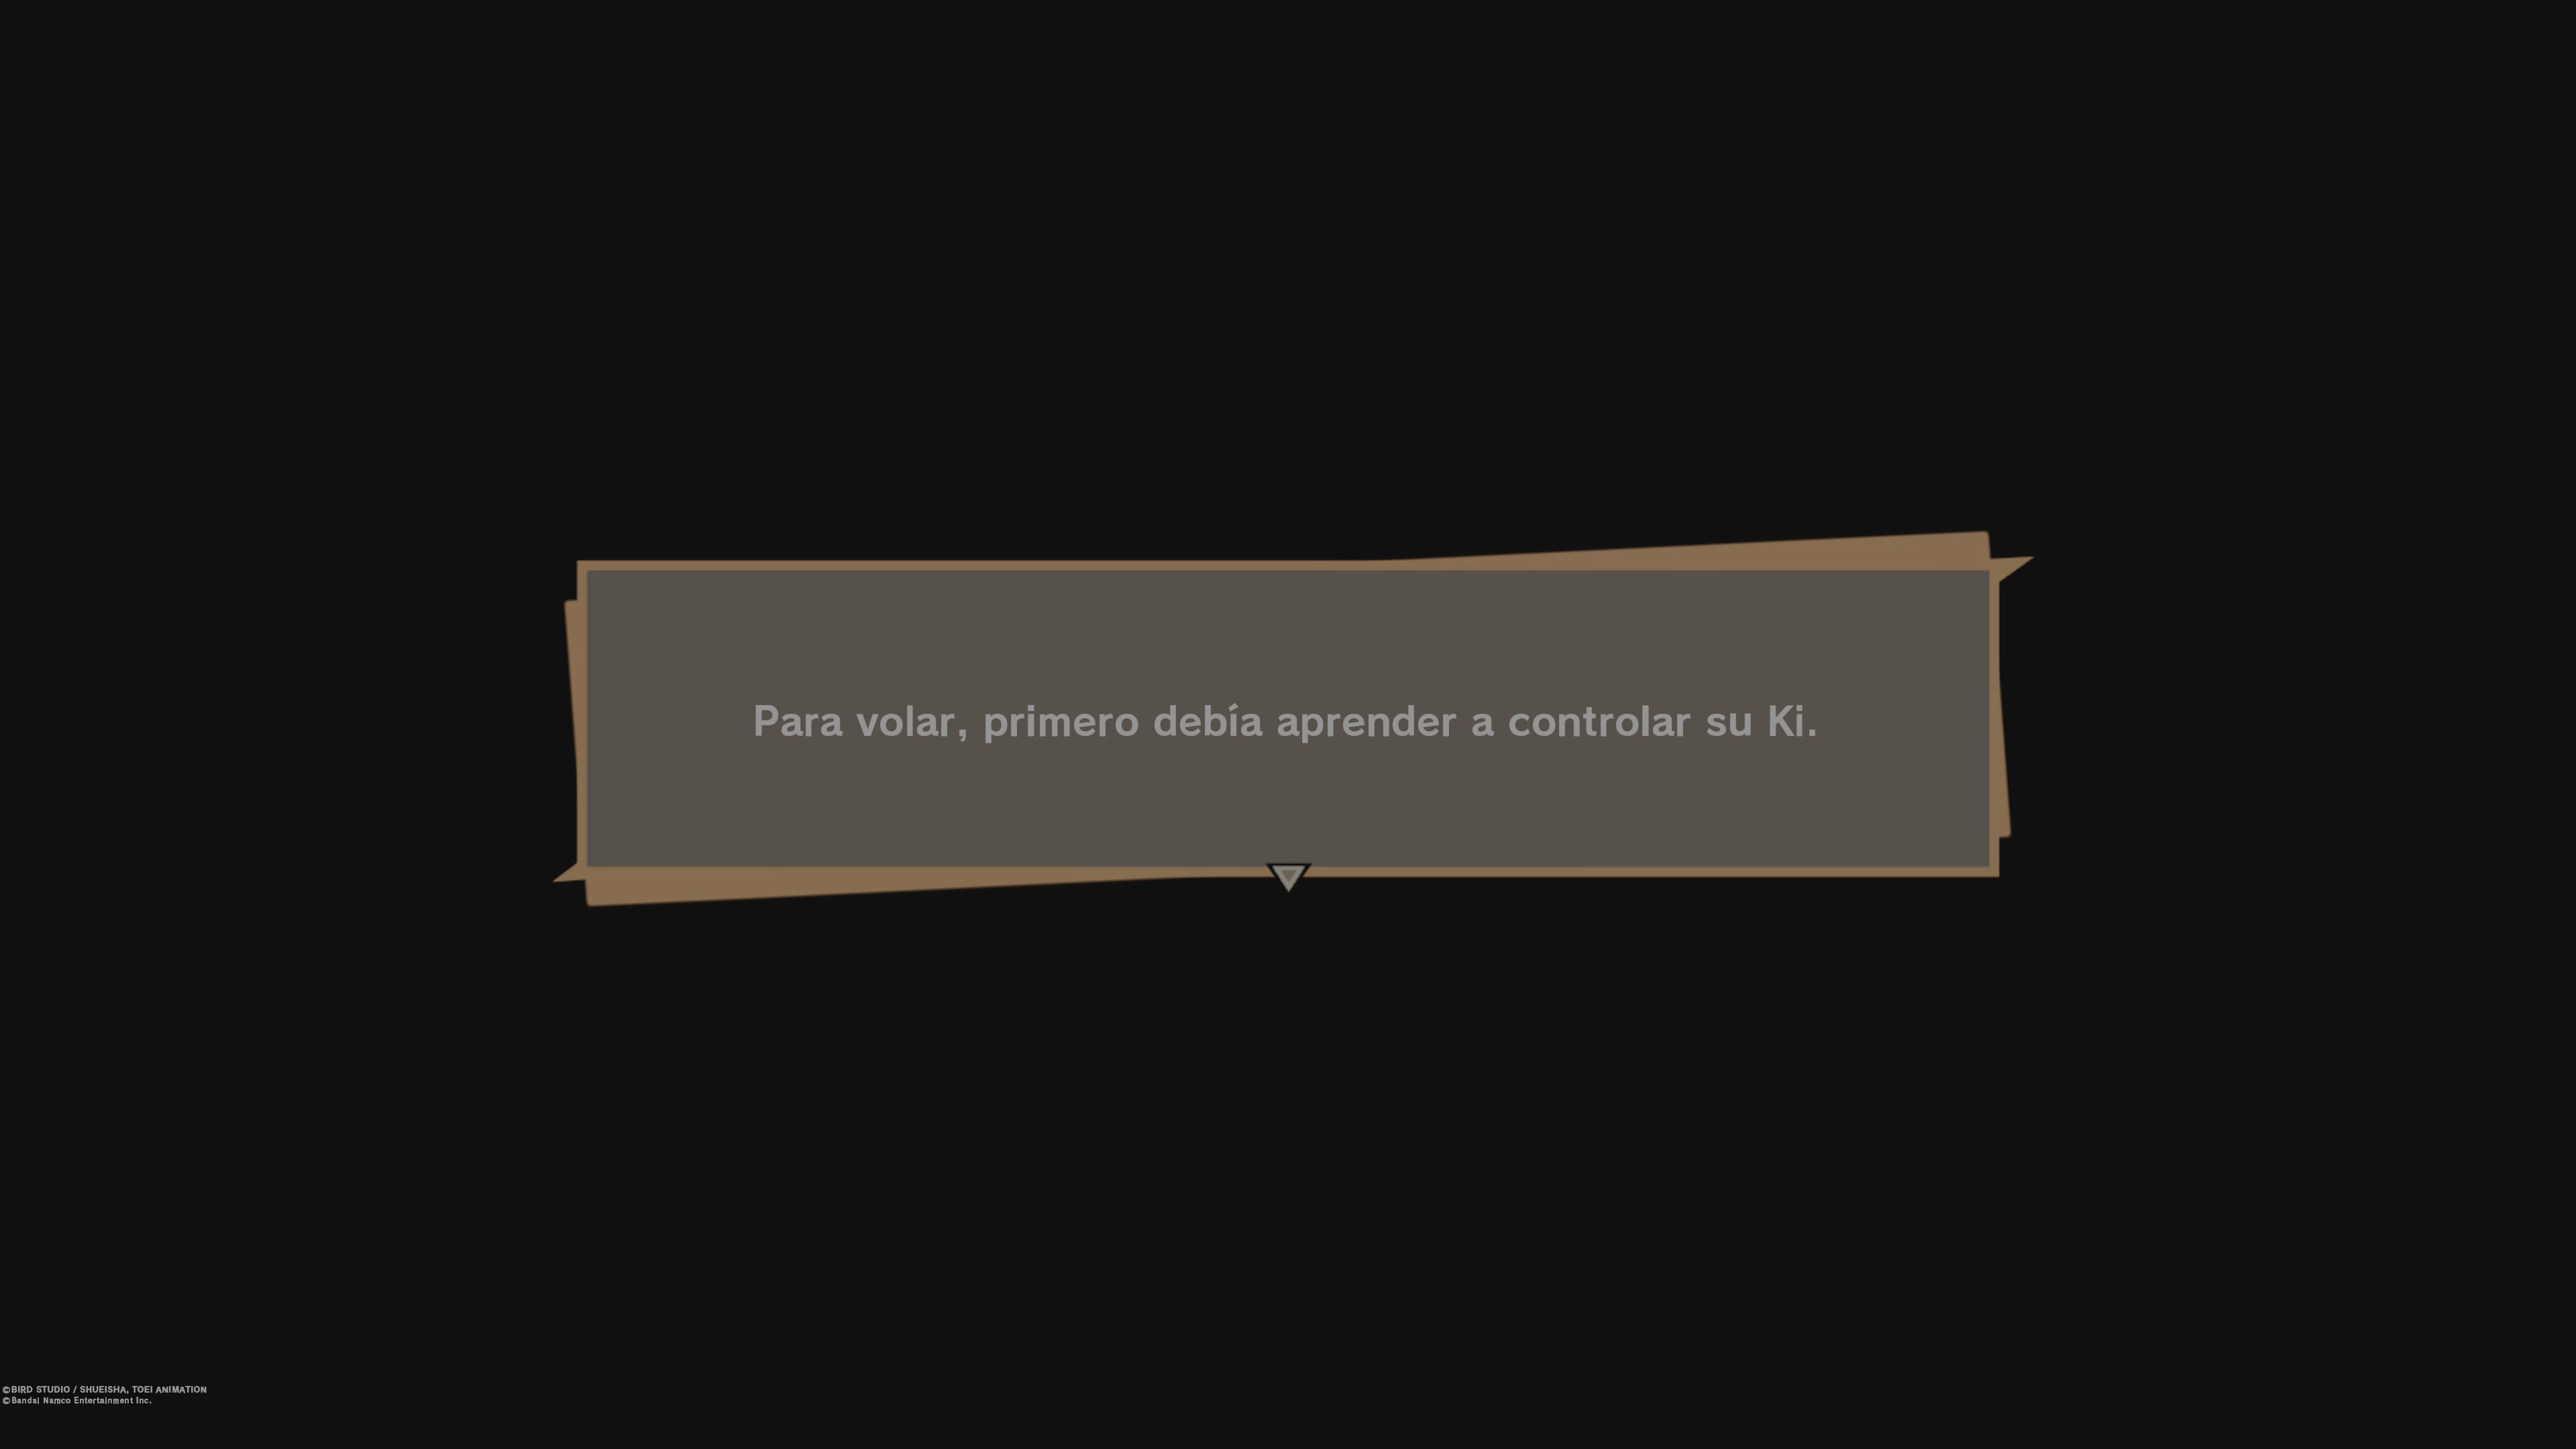 Para volar, primero debía aprender a controlar su Ki.
©BIRD STUDIO / SHUEISHA, TOEI ANIMATION
©Bandai Namco Entertainment Inc.